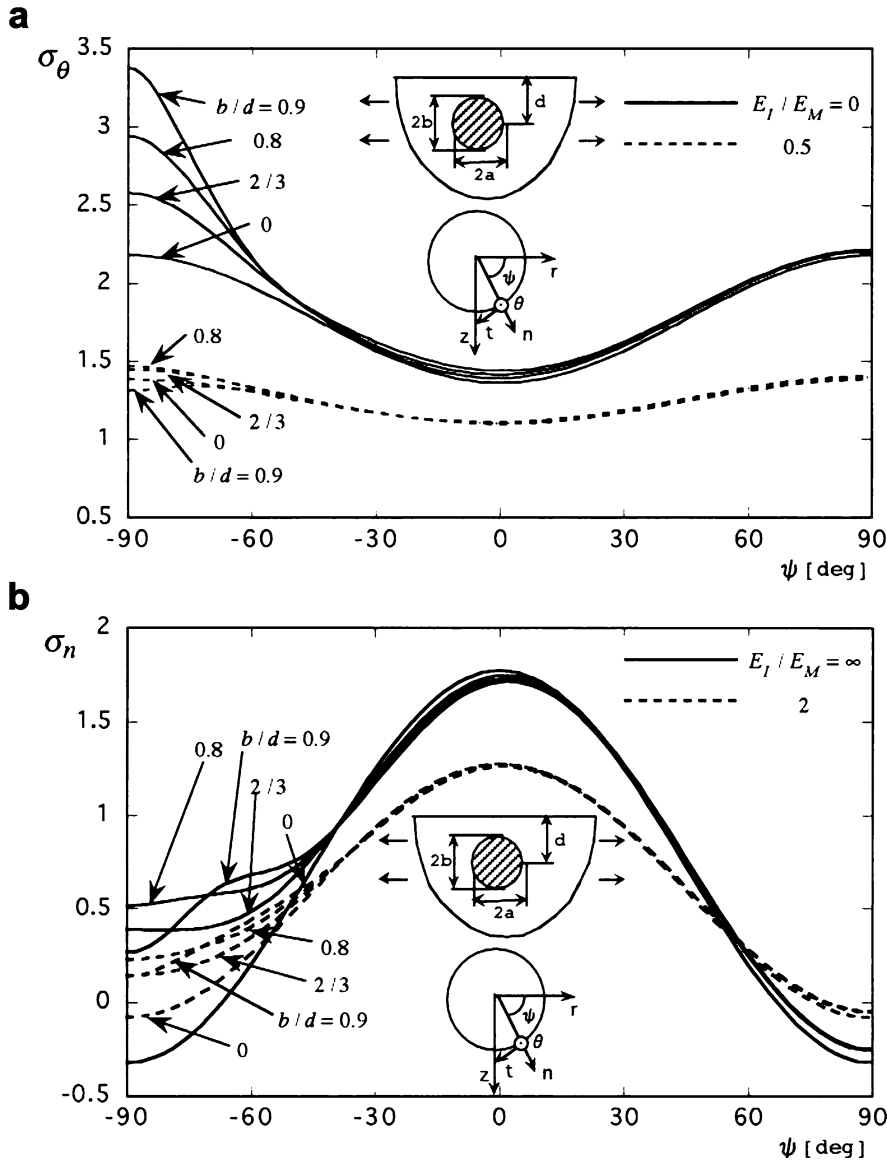 a
σθ
3.5
3
2.5
2
1.5
1
0.5
b/d = 0.9
0.8
2/3
0
0.8
2/3
0
b/d = 0.9
2b
2a
d
E_I / E_M = 0
0.5
ψ
r
θ
t
n
z
-90
-60
-30
0
30
60
90
ψ [deg]
b
σn
2
1.5
1
0.5
0
-0.5
E_I / E_M = ∞
2
0.8
b/d = 0.9
2/3
0
0.8
2/3
b/d = 0.9
0
2b
2a
d
ψ
r
θ
t
n
z
-90
-60
-30
0
30
60
90
ψ [deg]